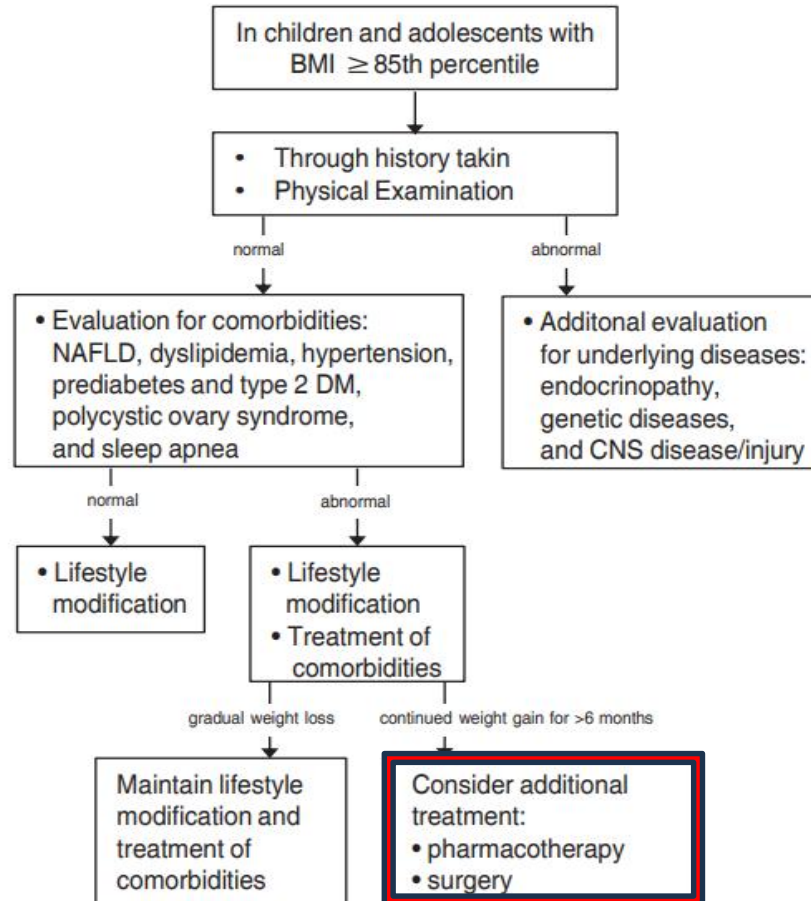 In children and adolescents with
BMI ≥ 85th percentile
• Through history takin
• Physical Examination
normal
abnormal
• Evaluation for comorbidities:
NAFLD, dyslipidemia, hypertension,
prediabetes and type 2 DM,
polycystic ovary syndrome,
and sleep apnea
• Additonal evaluation
for underlying diseases:
endocrinopathy,
genetic diseases,
and CNS disease/injury
normal
abnormal
• Lifestyle
modification
• Lifestyle
modification
• Treatment of
comorbidities
gradual weight loss
continued weight gain for >6 months
Maintain lifestyle
modification and
treatment of
comorbidities
Consider additional
treatment:
• pharmacotherapy
• surgery